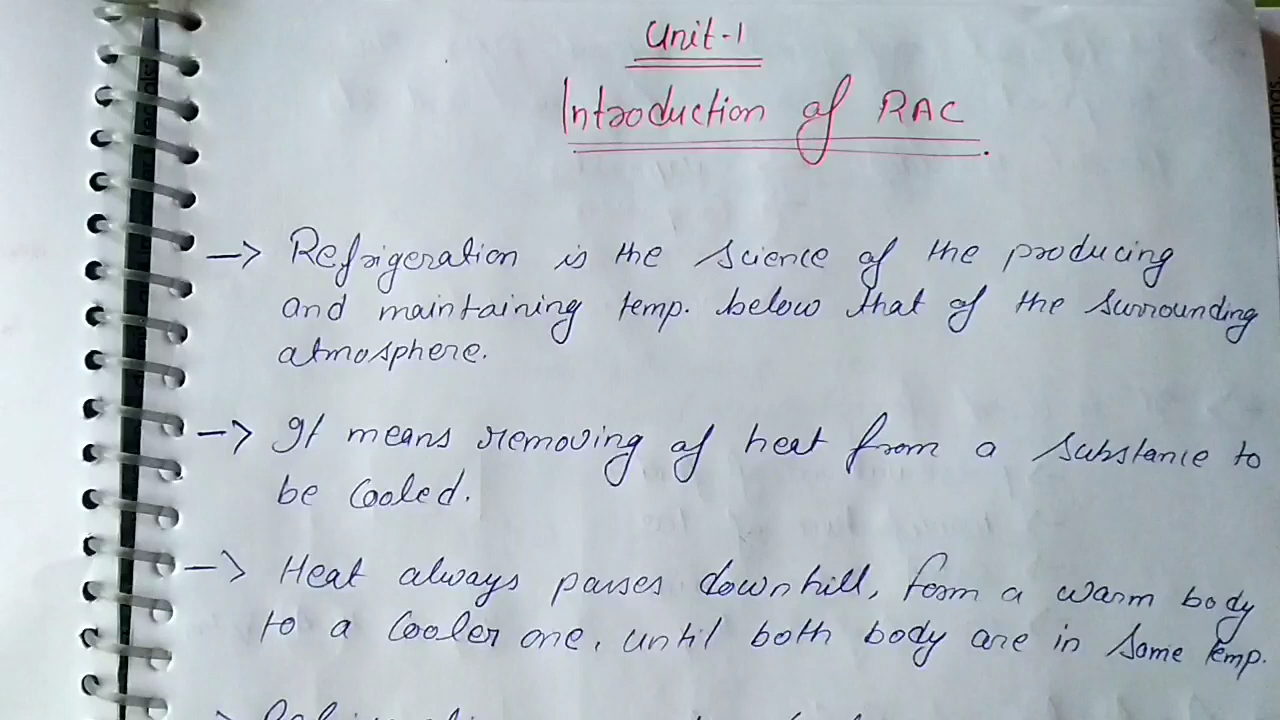 Unit-1
Introduction of RAC
→ Refrigeration is the science of the producing
and maintaining temp. below that of the surrounding
atmosphere.
→ It means removing of heat from a substance to
be cooled.
→ Heat always passes downhill, form a warm body
to a cooler one, until both body are in same temp.